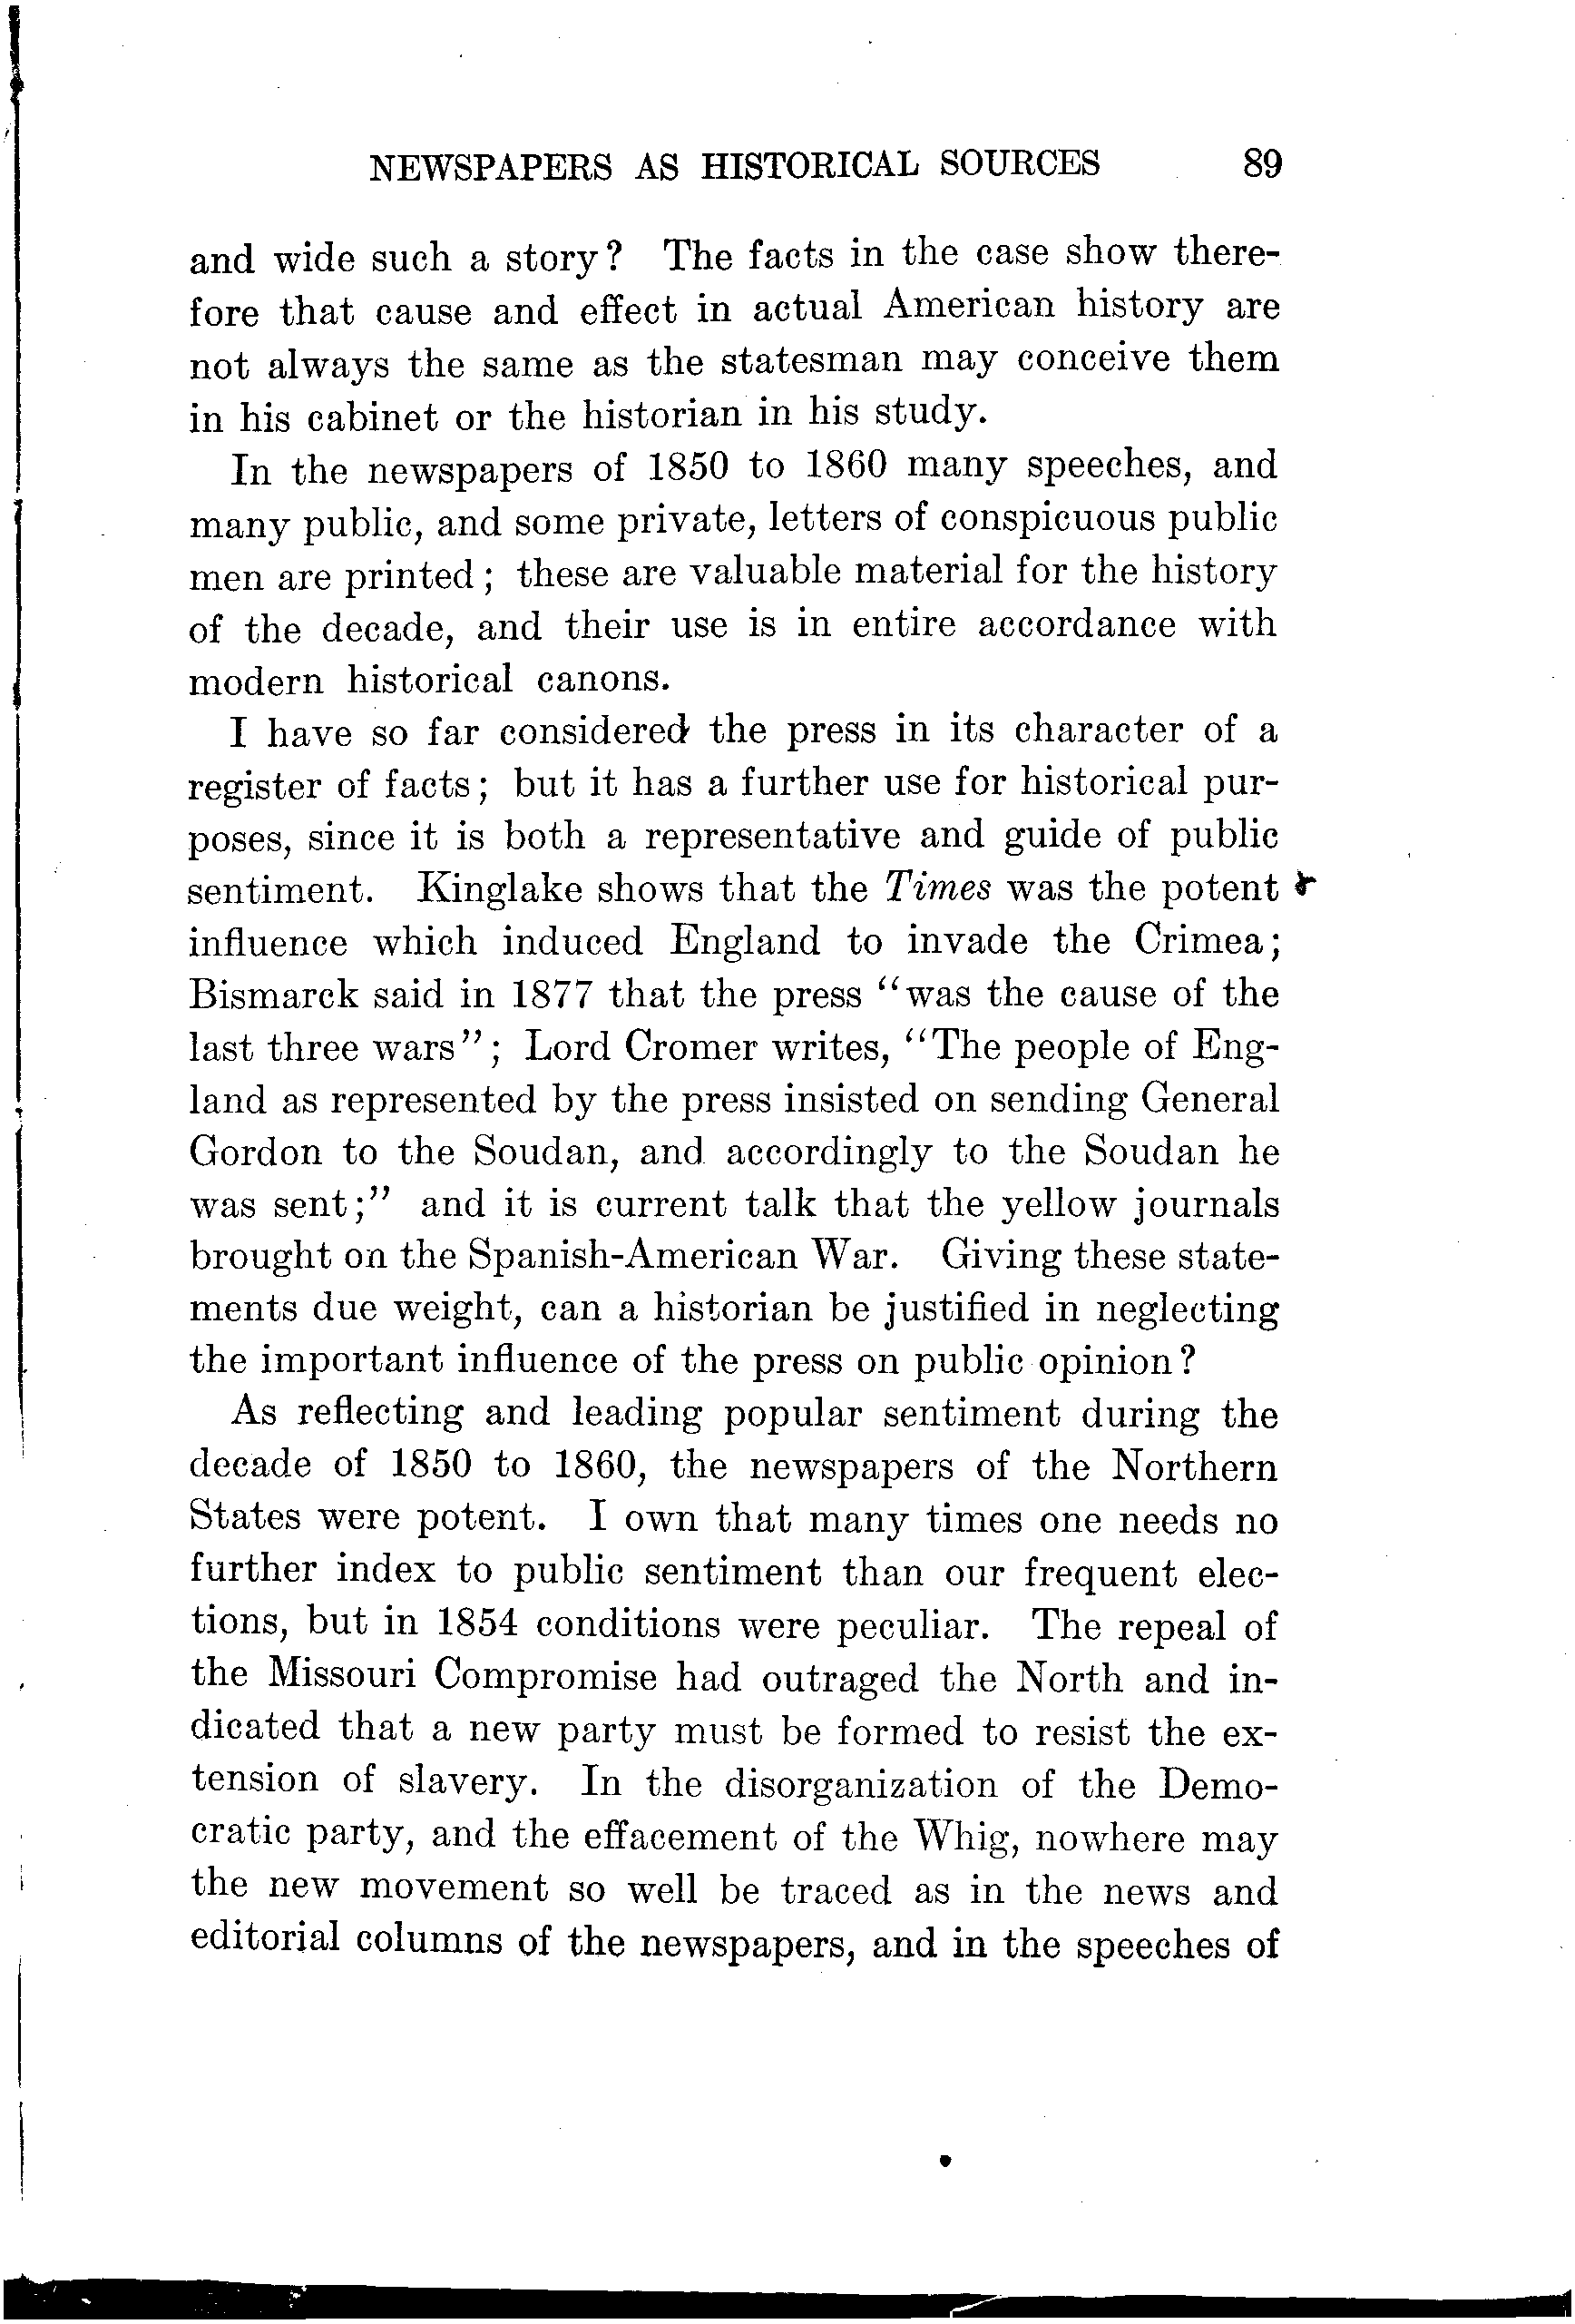 NEWSPAPERS AS HISTORICAL SOURCES 89
and wide such a story? The facts in the case show there-
fore that cause and effect in actual American history are
not always the same as the statesman may conceive them
in his cabinet or the historian in his study.
In the newspapers of 1850 to 1860 many speeches, and
many public, and some private, letters of conspicuous public
men are printed; these are valuable material for the history
of the decade, and their use is in entire accordance with
modern historical canons.
I have so far considered the press in its character of a
register of facts; but it has a further use for historical pur-
poses, since it is both a representative and guide of public
sentiment. Kinglake shows that the Times was the potent
influence which induced England to invade the Crimea;
Bismarck said in 1877 that the press "was the cause of the
last three wars"; Lord Cromer writes, "The people of Eng-
land as represented by the press insisted on sending General
Gordon to the Soudan, and accordingly to the Soudan he
was sent;" and it is current talk that the yellow journals
brought on the Spanish-American War. Giving these state-
ments due weight, can a historian be justified in neglecting
the important influence of the press on public opinion?
As reflecting and leading popular sentiment during the
decade of 1850 to 1860, the newspapers of the Northern
States were potent. I own that many times one needs no
further index to public sentiment than our frequent elec-
tions, but in 1854 conditions were peculiar. The repeal of
the Missouri Compromise had outraged the North and in-
dicated that a new party must be formed to resist the ex-
tension of slavery. In the disorganization of the Demo-
cratic party, and the effacement of the Whig, nowhere may
the new movement so well be traced as in the news and
editorial columns of the newspapers, and in the speeches of